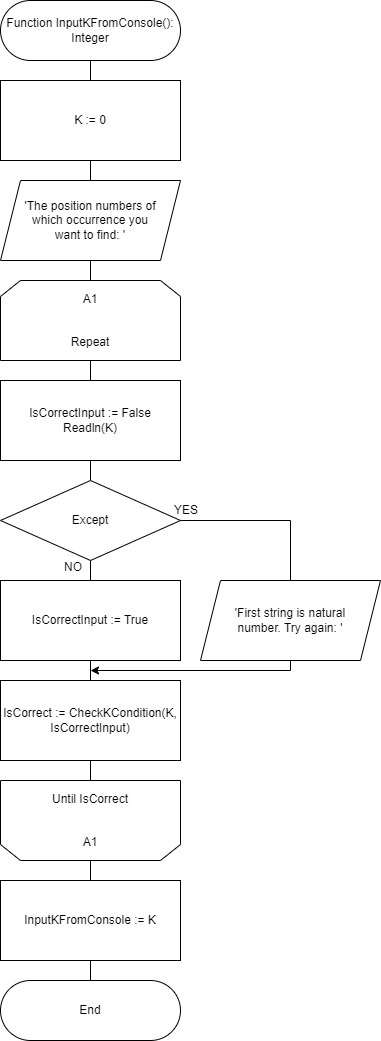 Function InputKFromConsole():
Integer
K := 0
'The position numbers of
which occurrence you
want to find: '
A1
Repeat
IsCorrectInput := False
Readln(K)
Except
YES
NO
IsCorrectInput := True
'First string is natural
number. Try again: '
IsCorrect := CheckKCondition(K,
IsCorrectInput)
Until IsCorrect
A1
InputKFromConsole := K
End